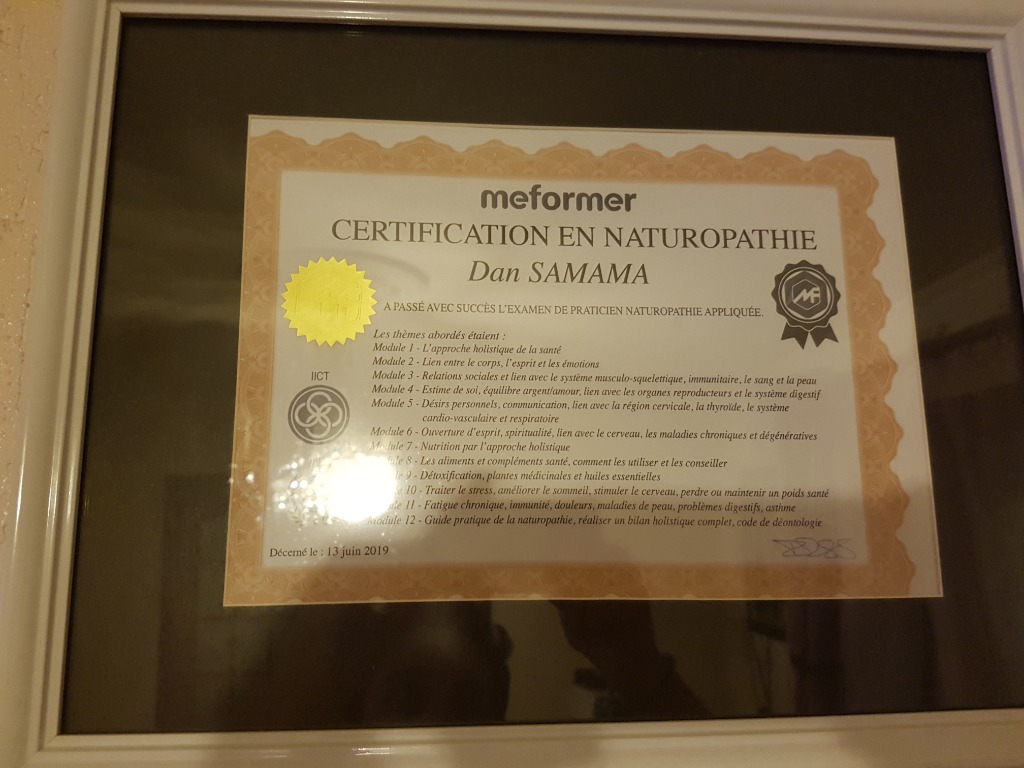 meformer
CERTIFICATION EN NATUROPATHIE
Dan SAMAMA
A PASSÉ AVEC SUCCÈS L'EXAMEN DE PRATICIEN NATUROPATHIE APPLIQUÉE.
MF
Les thèmes abordés étaient :
Module 1 - L'approche holistique de la santé
Module 2 - Lien entre le corps, l'esprit et les émotions
Module 3 - Relations sociales et lien avec le système musculo-squelettique, immunitaire, le sang et la peau
Module 4 - Estime de soi, équilibre argent/amour, lien avec les organes reproducteurs et le système digestif
Module 5 - Désirs personnels, communication, lien avec la région cervicale, la thyroïde, le système
cardio-vasculaire et respiratoire
IICT
Module 6 - Ouverture d'esprit, spiritualité, lien avec le cerveau, les maladies chroniques et dégénératives
Module 7 - Nutrition par l'approche holistique
8 - Les aliments et compléments santé, comment les utiliser et les conseiller
9 - Détoxification, plantes médicinales et huiles essentielles
10 - Traiter le stress, améliorer le sommeil, stimuler le cerveau, perdre ou maintenir un poids santé
11 - Fatigue chronique, immunité, douleurs, maladies de peau, problèmes digestifs, asthme
Module 12 - Guide pratique de la naturopathie, réaliser un bilan holistique complet, code de déontologie
Décerné le : 13 juin 2019